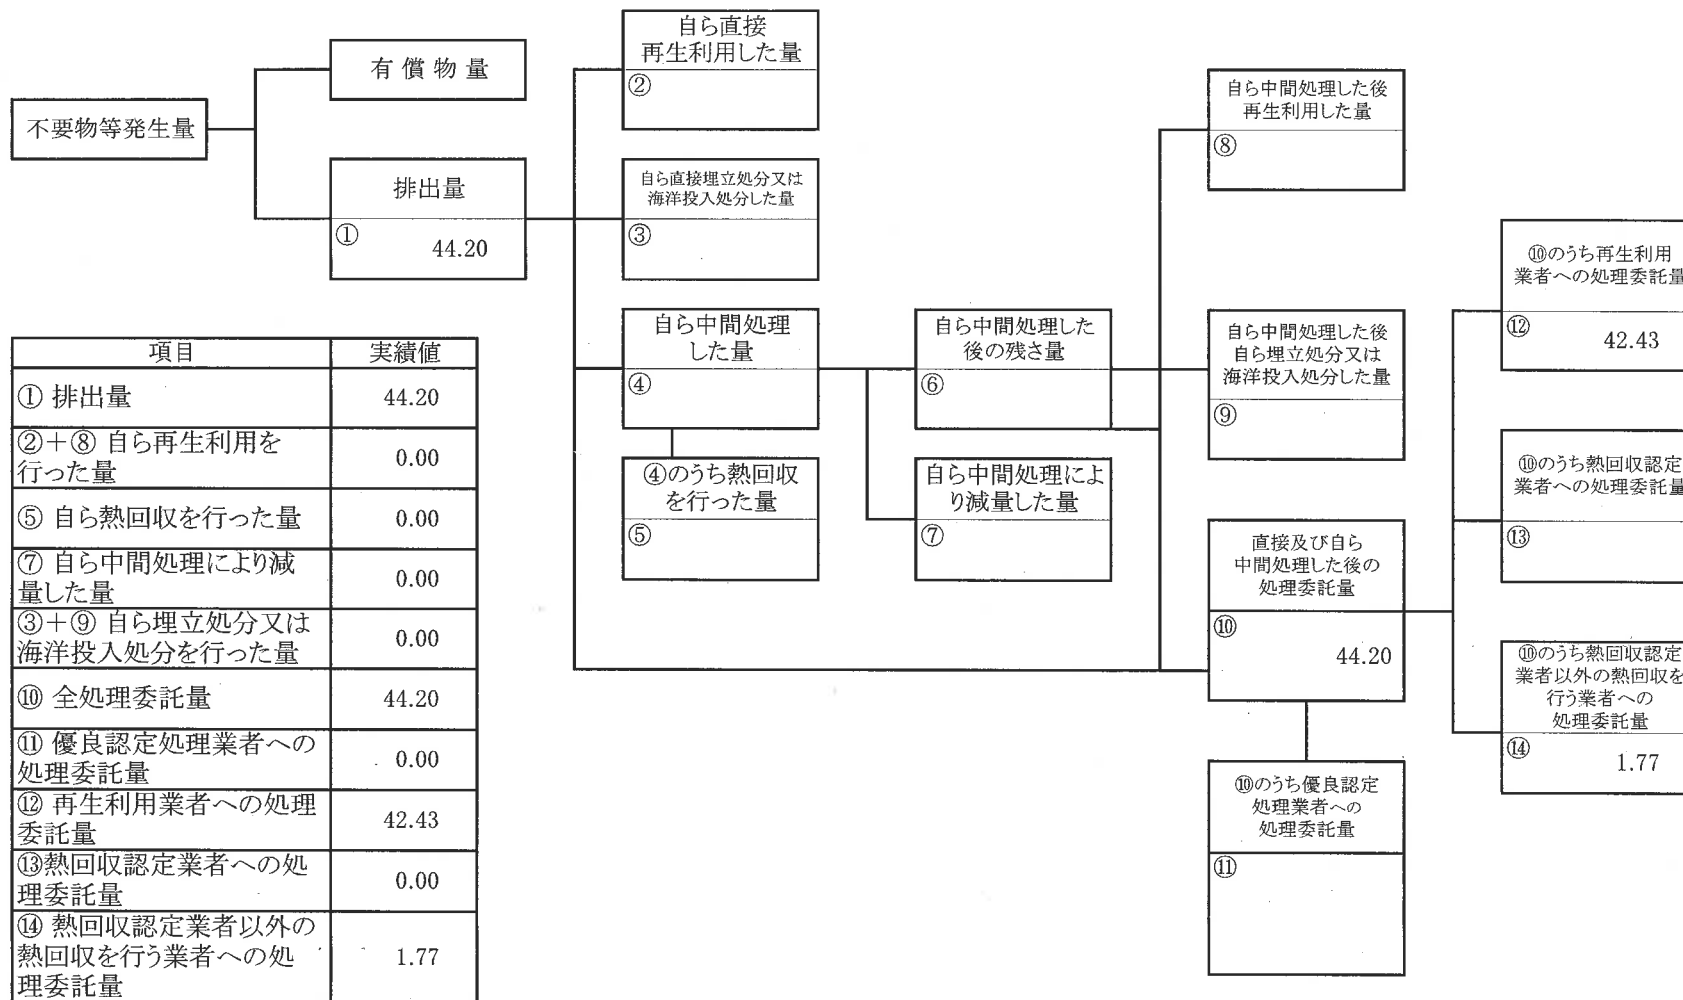 不要物等発生量
有償物量
排出量
①
44.20
自ら直接
再生利用した量
②
自ら直接埋立処分又は
海洋投入処分した量
③
自ら中間処理
した量
④
④のうち熱回収
を行った量
⑤
自ら中間処理した
後の残さ量
⑥
自ら中間処理によ
り減量した量
⑦
自ら中間処理した後
再生利用した量
⑧
自ら中間処理した後
自ら埋立処分又は
海洋投入処分した量
⑨
直接及び自ら
中間処理した後の
処理委託量
⑩
44.20
⑩のうち優良認定
処理業者への
処理委託量
⑪
⑩のうち再生利用
業者への処理委託量
⑫
42.43
⑩のうち熱回収認定
業者への処理委託量
⑬
⑩のうち熱回収認定
業者以外の熱回収を
行う業者への
処理委託量
⑭
1.77
項目 実績値
① 排出量 44.20
②+⑧ 自ら再生利用を
行った量 0.00
⑤ 自ら熱回収を行った量 0.00
⑦ 自ら中間処理により減
量した量 0.00
③+⑨ 自ら埋立処分又は
海洋投入処分を行った量 0.00
⑩ 全処理委託量 44.20
⑪ 優良認定処理業者への
処理委託量 0.00
⑫ 再生利用業者への処理
委託量 42.43
⑬熱回収認定業者への処
理委託量 0.00
⑭ 熱回収認定業者以外の
熱回収を行う業者への処
理委託量 1.77